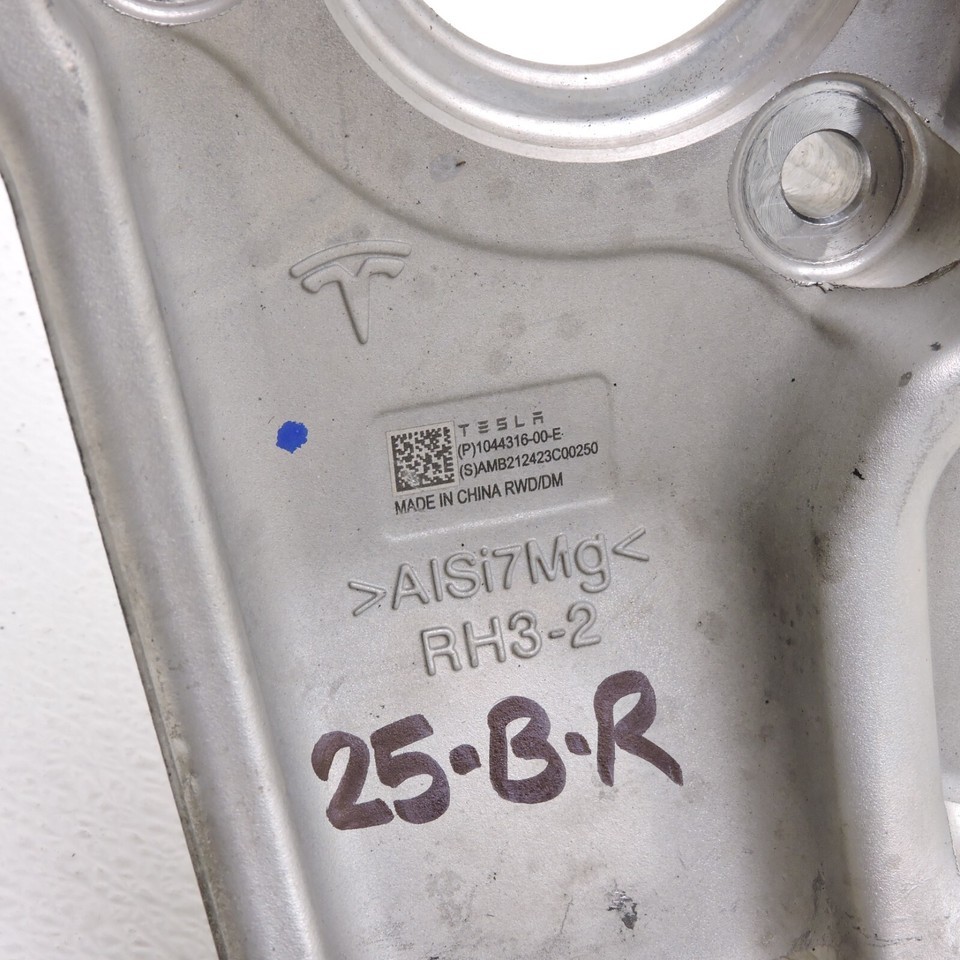 TESLA
(P)1044316-00-E
(S)AMB212423C00250
MADE IN CHINA RWD/DM
>AlSi7Mg<
RH3-2
25·B·R